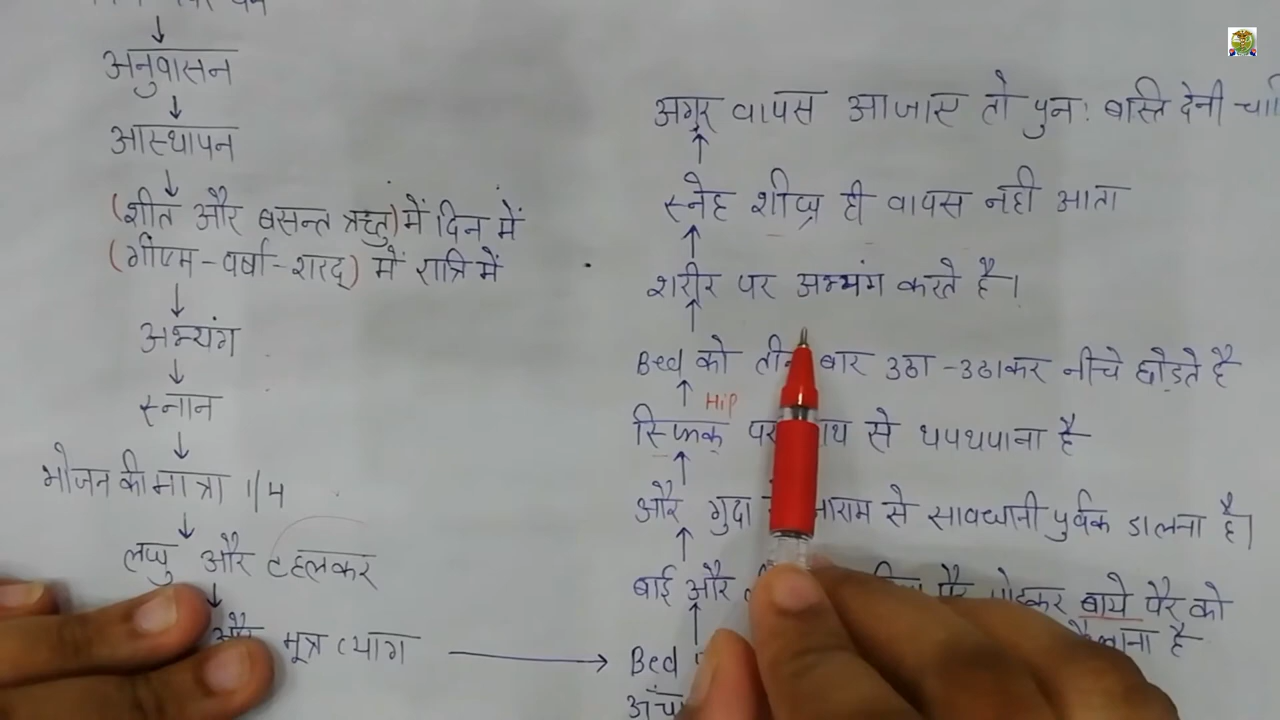 अनुवासन
आस्थापन
(शीत और बसन्त ऋतु) में दिन में
(ग्रीष्म-वर्षा-शरद्) में रात्रि में
अभ्यंग
स्नान
भोजन की मात्रा 1/4
लघु और टहलकर
और मूत्र त्याग
अगर वापस आजाए तो पुन: बस्ति देनी
स्नेह शीघ्र ही वापस नही आता
शरीर पर अभ्यंग करते है।
Bed को तीन बार उठा-उठाकर नीचे छोड़ते है
Hip
स्फिक् पर हाथ से थपथपाना है
और गुदा आराम से सावधानी पुर्वक डालना है।
बाई और पैर मोड़कर बाये पैर को
फैलाना है
Bed